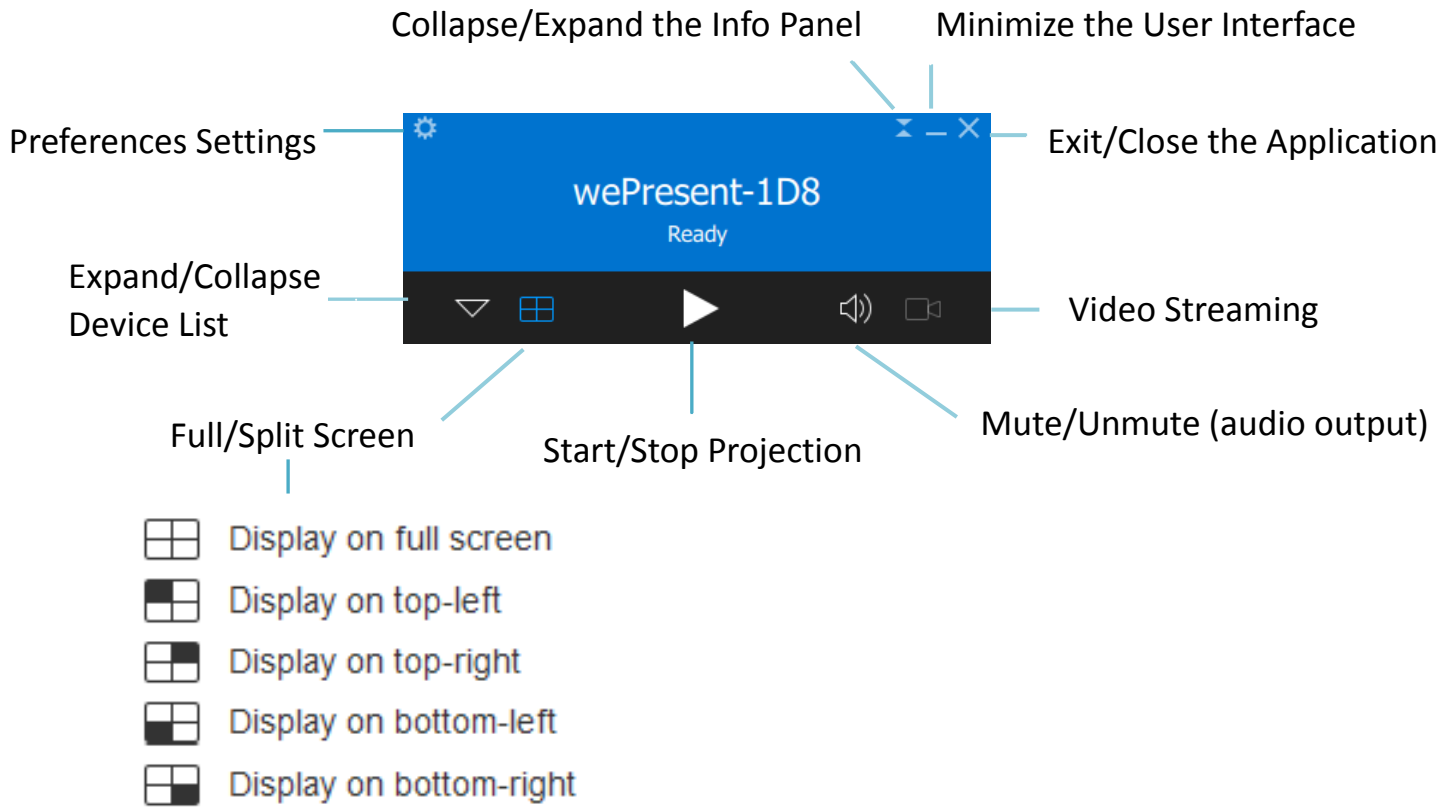 Collapse/Expand the Info Panel
Minimize the User Interface
Preferences Settings
Exit/Close the Application
wePresent-1D8
Ready
Expand/Collapse
Device List
Video Streaming
Full/Split Screen
Start/Stop Projection
Mute/Unmute (audio output)
Display on full screen
Display on top-left
Display on top-right
Display on bottom-left
Display on bottom-right